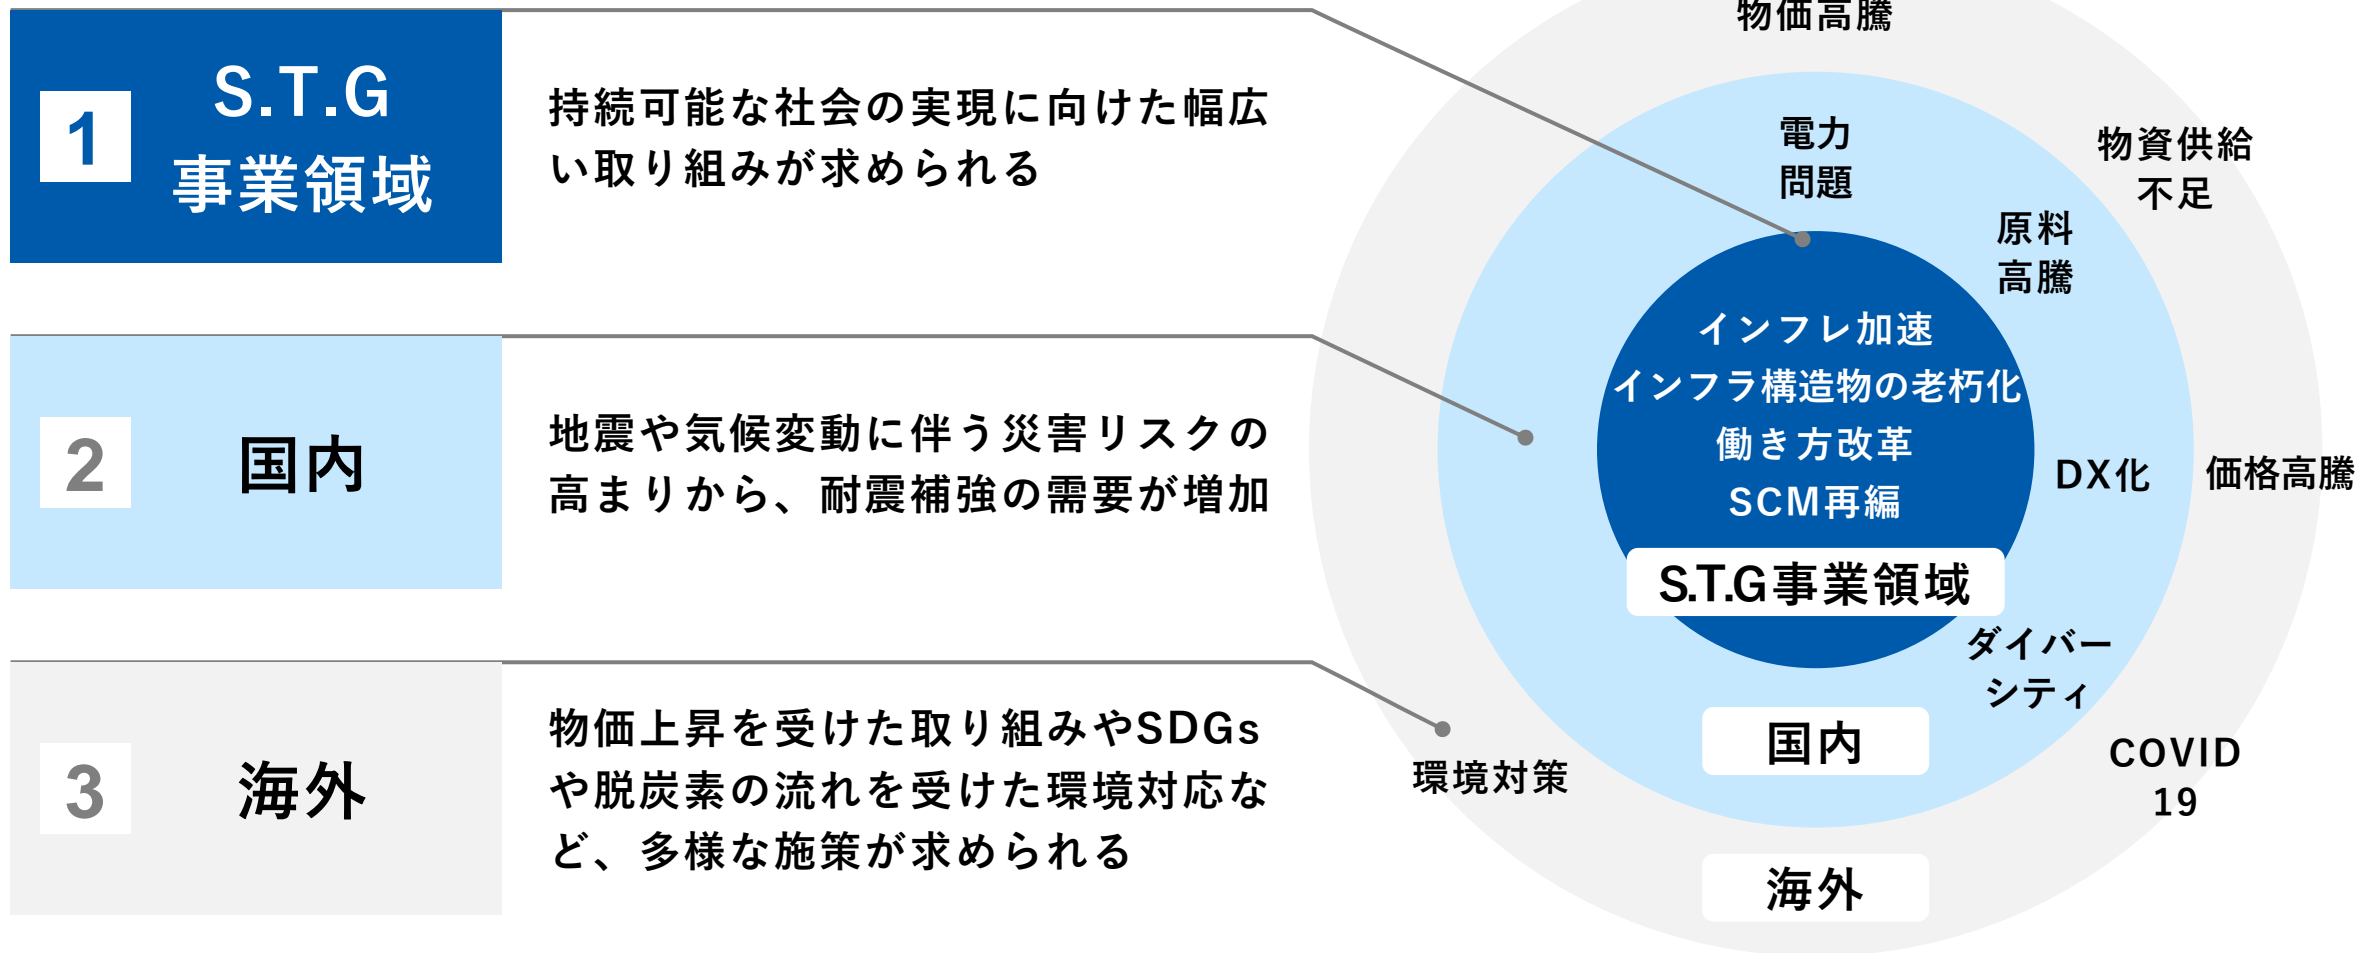 1
S.T.G
事業領域
持続可能な社会の実現に向けた幅広
い取り組みが求められる
2
国内
地震や気候変動に伴う災害リスクの
高まりから、耐震補強の需要が増加
3
海外
物価上昇を受けた取り組みやSDGs
や脱炭素の流れを受けた環境対応な
ど、多様な施策が求められる
物価高騰
電力
問題
物資供給
不足
原料
高騰
インフレ加速
インフラ構造物の老朽化
働き方改革
SCM再編
S.T.G事業領域
DX化
価格高騰
ダイバー
シティ
国内
環境対策
COVID
19
海外